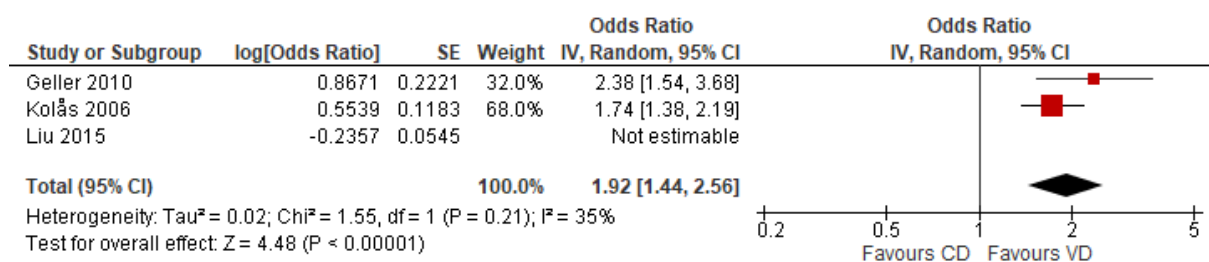 Odds Ratio Odds Ratio
Study or Subgroup log[Odds Ratio] SE Weight IV, Random, 95% CI IV, Random, 95% CI
Geller 2010 0.8671 0.2221 32.0% 2.38 [1.54, 3.68]
Kolås 2006 0.5539 0.1183 68.0% 1.74 [1.38, 2.19]
Liu 2015 -0.2357 0.0545 Not estimable
Total (95% CI) 100.0% 1.92 [1.44, 2.56]
Heterogeneity: Tau² = 0.02; Chi² = 1.55, df = 1 (P = 0.21); I² = 35%
Test for overall effect: Z = 4.48 (P < 0.00001)
0.2 0.5 1 2 5
Favours CD Favours VD